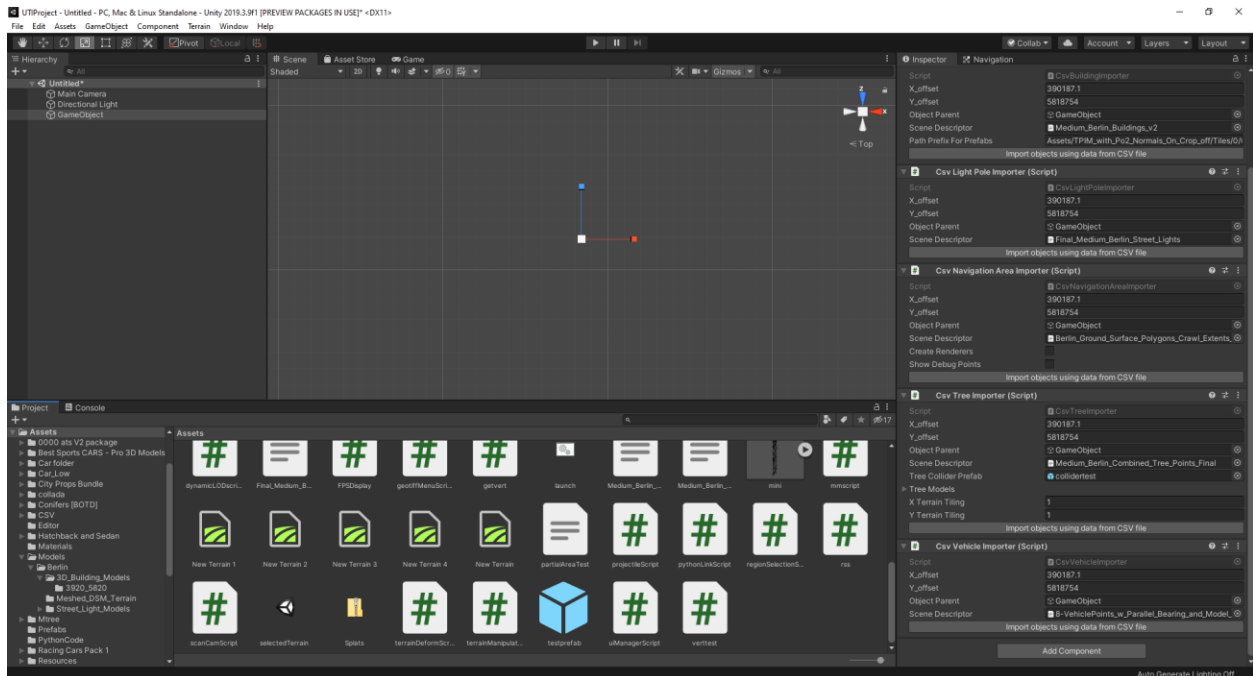 UTIProject - Untitled - PC, Mac & Linux Standalone - Unity 2019.3.9f1 [PREVIEW PACKAGES IN USE]* <DX11>
File Edit Assets GameObject Component Terrain Window Help
Pivot Local Collab Account Layers Layout
Hierarchy
All
Untitled*
Main Camera
Directional Light
GameObject
Scene Asset Store Game
Shaded 2D 0 Gizmos All
z
x
Top
Inspector Navigation
Script CsvBuildingImporter
X_offset 390187.1
Y_offset 5818754
Object Parent GameObject
Scene Descriptor Medium_Berlin_Buildings_v2
Path Prefix For Prefabs Assets/TPIM_with_Po2_Normals_On_Crop_off/Tiles/0/
Import objects using data from CSV file
Csv Light Pole Importer (Script)
Script CsvLightPoleImporter
X_offset 390187.1
Y_offset 5818754
Object Parent GameObject
Scene Descriptor Final_Medium_Berlin_Street_Lights
Import objects using data from CSV file
Csv Navigation Area Importer (Script)
Script CsvNavigationAreaImporter
X_offset 390187.1
Y_offset 5818754
Object Parent GameObject
Scene Descriptor Berlin_Ground_Surface_Polygons_Crawl_Extents_
Create Renderers
Show Debug Points
Import objects using data from CSV file
Csv Tree Importer (Script)
Script CsvTreeImporter
X_offset 390187.1
Y_offset 5818754
Object Parent GameObject
Scene Descriptor Medium_Berlin_Combined_Tree_Points_Final
Tree Collider Prefab collidertest
Tree Models
X Terrain Tiling 1
Y Terrain Tiling 1
Import objects using data from CSV file
Csv Vehicle Importer (Script)
Script CsvVehicleImporter
X_offset 390187.1
Y_offset 5818754
Object Parent GameObject
Scene Descriptor 8-VehiclePoints_w_Parallel_Bearing_and_Model_
Import objects using data from CSV file
Add Component
Project Console
17
Assets
0000 ats V2 package
Best Sports CARS - Pro 3D Models
Car folder
Car_Low
City Props Bundle
collada
Conifers [BOTD]
CSV
Editor
Hatchback and Sedan
Materials
Models
Berlin
3D_Building_Models
3920_5820
Meshed_DSM_Terrain
Street_Light_Models
Mtree
Prefabs
PythonCode
Racing Cars Pack 1
Resources
Assets
dynamicLODscri... Final_Medium_B... FPSDisplay geotiffMenuScri... getvert launch Medium_Berlin_... Medium_Berlin_... mini mmscript
New Terrain 1 New Terrain 2 New Terrain 3 New Terrain 4 New Terrain partialAreaTest projectileScript pythonLinkScript regionSelectionS... rss
scanCamScript selectedTerrain Splats terrainDeformScr... terrainManipulat... testprefab uiManagerScript verttest
Auto Generate Lighting Off